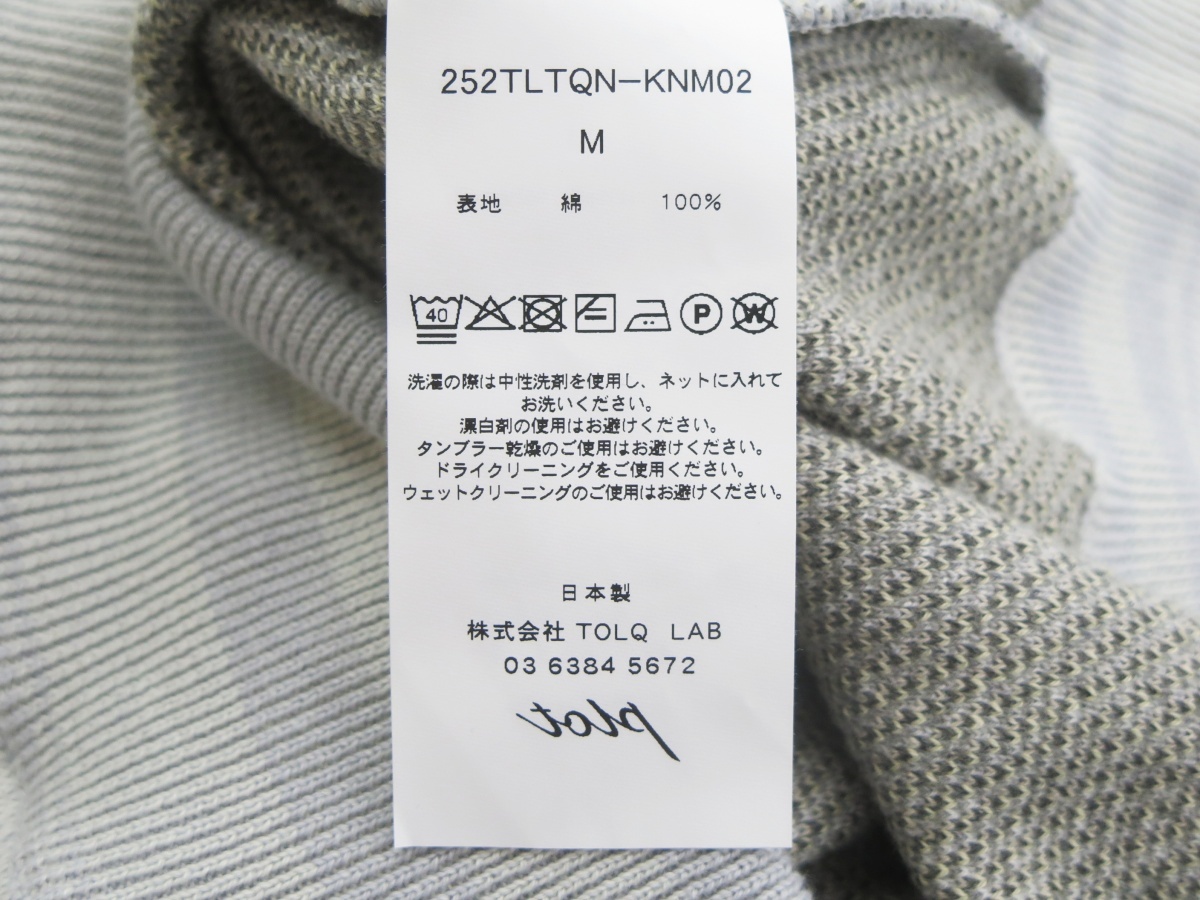 252TLTQN-KNM02
M
表地 綿 100%
40 P W
洗濯の際は中性洗剤を使用し、ネットに入れて
お洗いください。
漂白剤の使用はお避けください。
タンブラー乾燥のご使用はお避けください。
ドライクリーニングをご使用ください。
ウェットクリーニングのご使用はお避けください。
日本製
株式会社 TOLQ LAB
03 6384 5672
plot